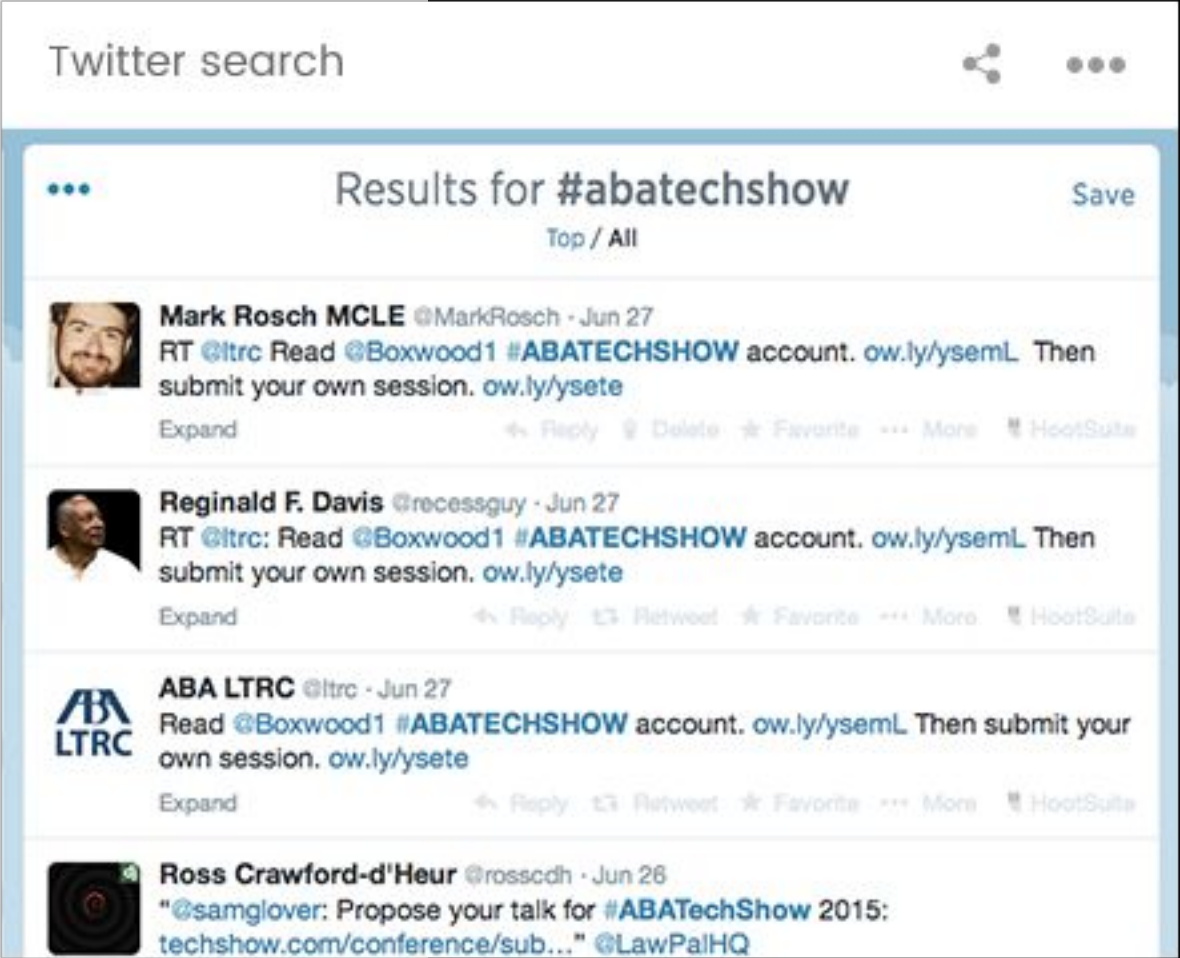 Twitter search
Results for #abatechshow
Save
Top / All
Mark Rosch MCLE @MarkRosch · Jun 27
RT @ltrc Read @Boxwood1 #ABATECHSHOW account. ow.ly/ysemL Then
submit your own session. ow.ly/ysete
Expand Reply Delete Favorite ••• More HootSuite
Reginald F. Davis @recessguy · Jun 27
RT @ltrc: Read @Boxwood1 #ABATECHSHOW account. ow.ly/ysemL Then
submit your own session. ow.ly/ysete
Expand Reply Retweet Favorite ••• More HootSuite
ABA
LTRC
ABA LTRC @ltrc · Jun 27
Read @Boxwood1 #ABATECHSHOW account. ow.ly/ysemL Then submit your
own session. ow.ly/ysete
Expand Reply Retweet Favorite ••• More HootSuite
Ross Crawford-d'Heur @rosscdh · Jun 26
"@samglover: Propose your talk for #ABATechShow 2015:
techshow.com/conference/sub…" @LawPalHQ